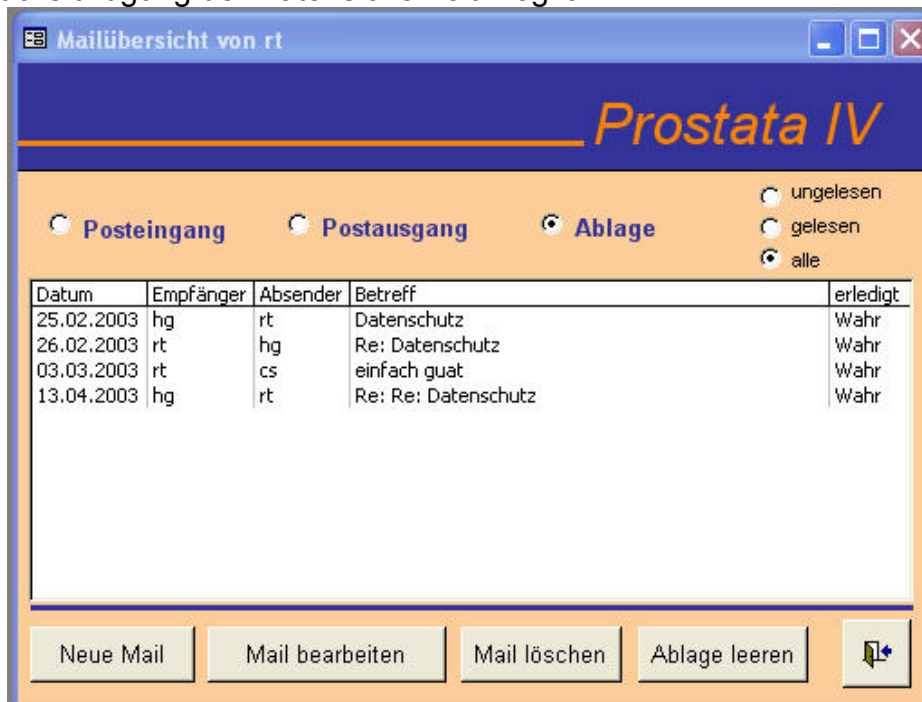 Mailübersicht von rt
Prostata IV
Posteingang Postausgang Ablage
ungelesen
gelesen
alle
Datum Empfänger Absender Betreff erledigt
25.02.2003 hg rt Datenschutz Wahr
26.02.2003 rt hg Re: Datenschutz Wahr
03.03.2003 rt cs einfach guat Wahr
13.04.2003 hg rt Re: Re: Datenschutz Wahr
Neue Mail Mail bearbeiten Mail löschen Ablage leeren